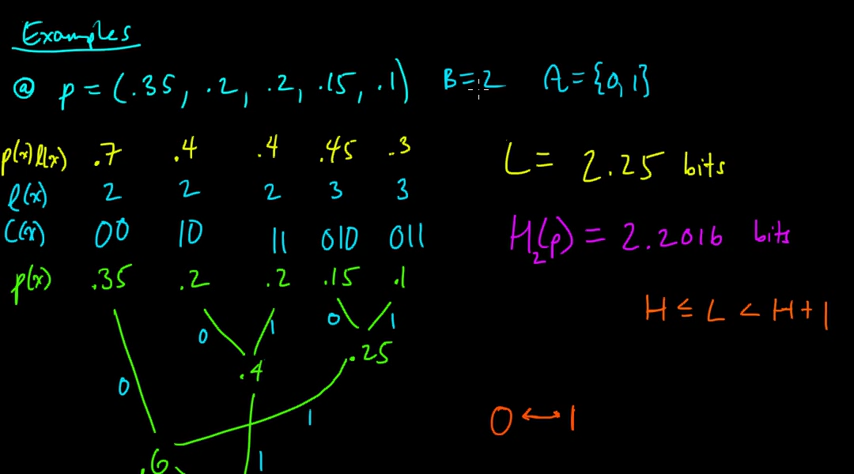 Examples
ⓐ p = (.35, .2, .2, .15, .1) B=2 A={0,1}
p(x)ℓ(x) .7 .4 .4 .45 .3
L = 2.25 bits
ℓ(x) 2 2 2 3 3
C(x) 00 10 11 010 011
H₂(p) = 2.2016 bits
p(x) .35 .2 .2 .15 .1
H ≤ L < H+1
0 1 0 1
.25
.4
0
1
0 ↔ 1
.6 1